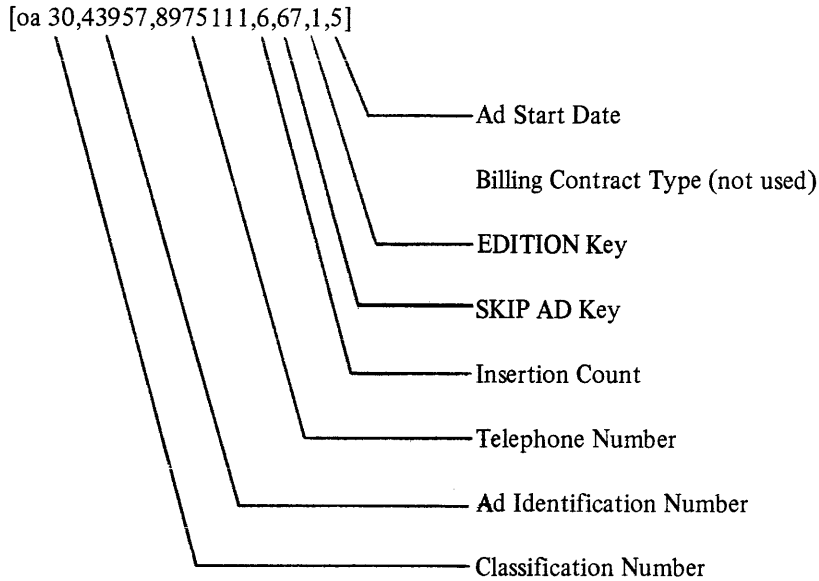 [oa 30,43957,8975111,6,67,1,5]
Ad Start Date
Billing Contract Type (not used)
EDITION Key
SKIP AD Key
Insertion Count
Telephone Number
Ad Identification Number
Classification Number